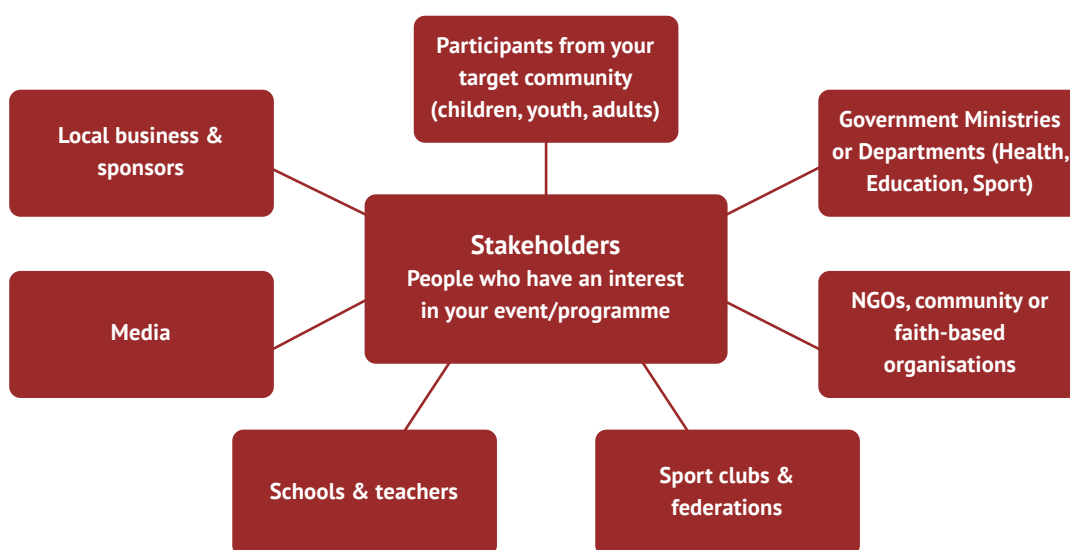 Participants from your
target community
(children, youth, adults)
Local business &
sponsors
Government Ministries
or Departments (Health,
Education, Sport)
Stakeholders
People who have an interest
in your event/programme
Media
NGOs, community or
faith-based
organisations
Schools & teachers
Sport clubs &
federations